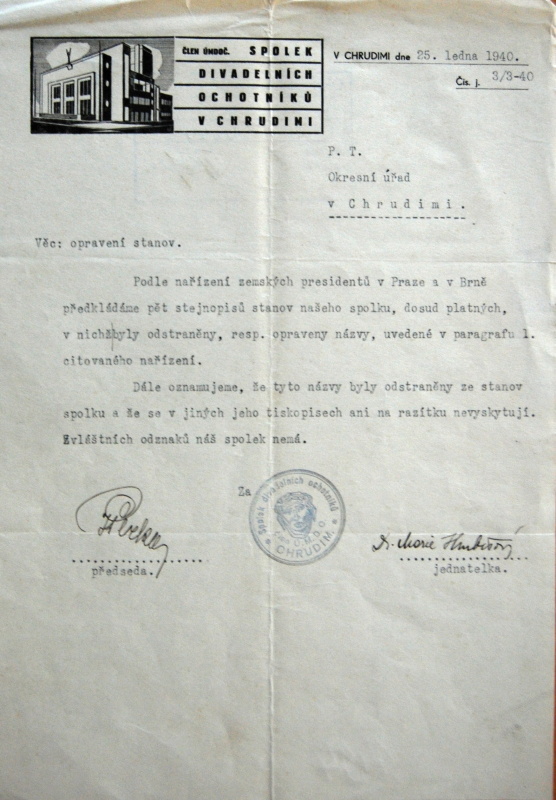 ČLEN ÚMDOČ. SPOLEK
DIVADELNÍCH
OCHOTNÍKŮ
V CHRUDIMI
V CHRUDIMI dne 25. ledna 1940.
Čís. j. 3/3-40
P. T.
Okresní úřad
v Chrudimi.
Věc: opravení stanov.
Podle nařízení zemských presidentů v Praze a v Brně
předkládáme pět stejnopisů stanov našeho spolku, dosud platných,
v nichž byly odstraněny, resp. opraveny názvy, uvedené v paragrafu 1.
citovaného nařízení.
Dále oznamujeme, že tyto názvy byly odstraněny ze stanov
spolku a že se v jiných jeho tiskopisech ani na razítku nevyskytují.
Zvláštních odznaků náš spolek nemá.
Za
Spolek divadelních ochotníků
Ú.M.D.O.Č.
CHRUDIM
Dr. Marie
předseda.
jednatelka.